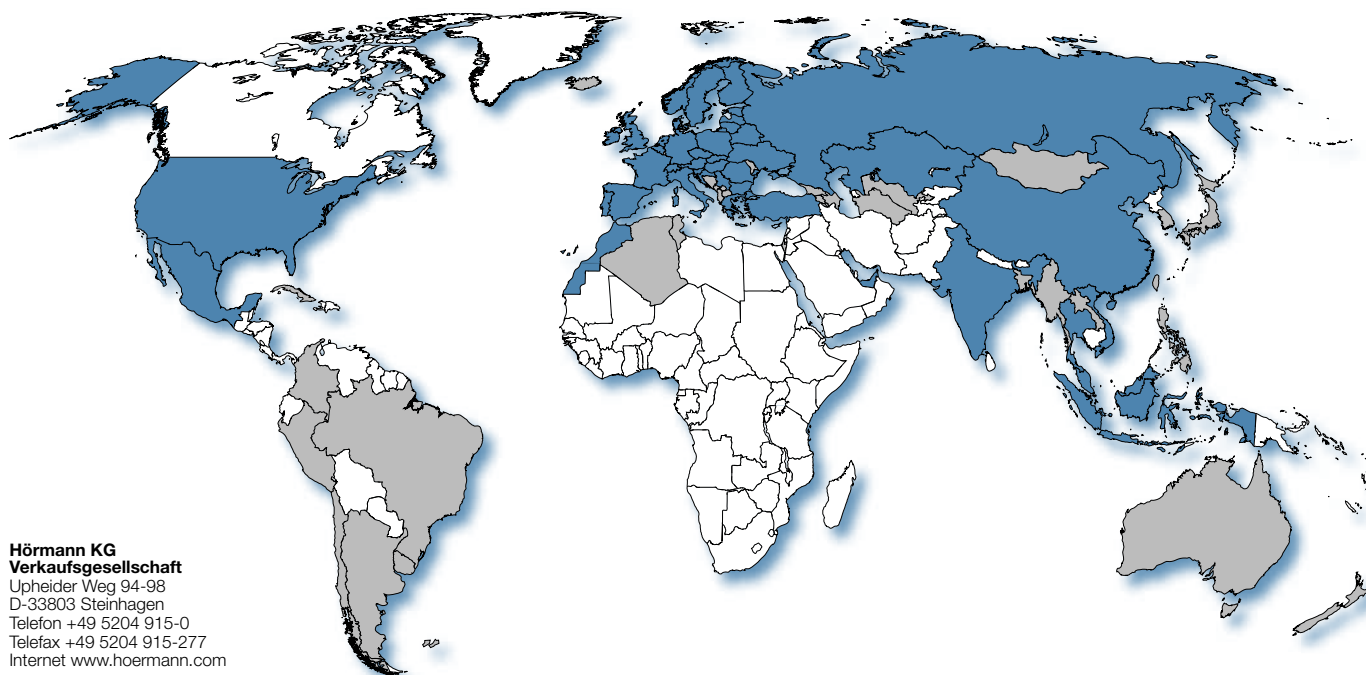 Hörmann KG
Verkaufsgesellschaft
Upheider Weg 94-98
D-33803 Steinhagen
Telefon +49 5204 915-0
Telefax +49 5204 915-277
Internet www.hoermann.com